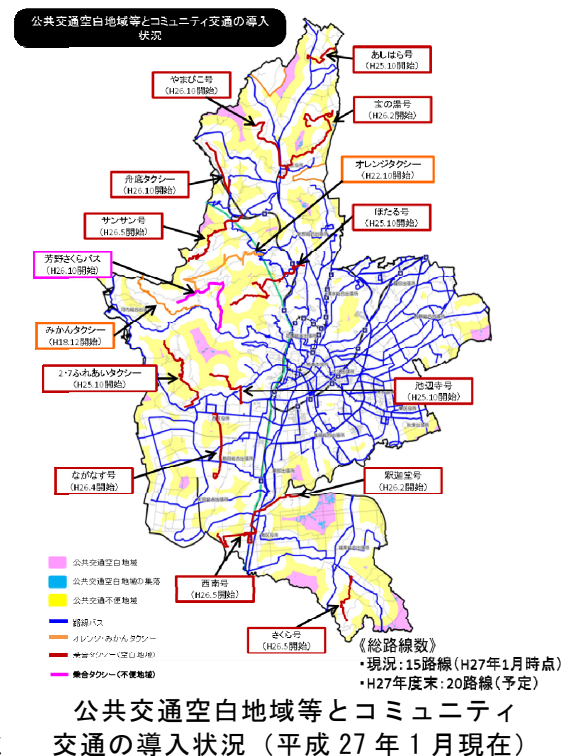 公共交通空白地域等とコミュニティ交通の導入
状況
あしはら号
(H25.10開始)
やまびこ号
(H26.10開始)
宝の湯号
(H26.2開始)
オレンジタクシー
(H22.10開始)
舟底タクシー
(H26.10開始)
ほたる号
(H25.10開始)
サンサン号
(H26.5開始)
芳野さくらバス
(H26.10開始)
みかんタクシー
(H18.12開始)
2・7ふれあいタクシー
(H25.10開始)
池辺寺号
(H25.10開始)
ながなす号
(H26.4開始)
釈迦堂号
(H26.2開始)
西南号
(H26.5開始)
さくら号
(H26.5開始)
公共交通空白地域
公共交通空白地域の集落
公共交通不便地域
路線バス
オレンジ・みかんタクシー
乗合タクシー(空白地域)
乗合タクシー(不便地域)
《総路線数》
・現況:15路線(H27年1月時点)
・H27年度末:20路線(予定)
公共交通空白地域等とコミュニティ
交通の導入状況(平成27年1月現在)